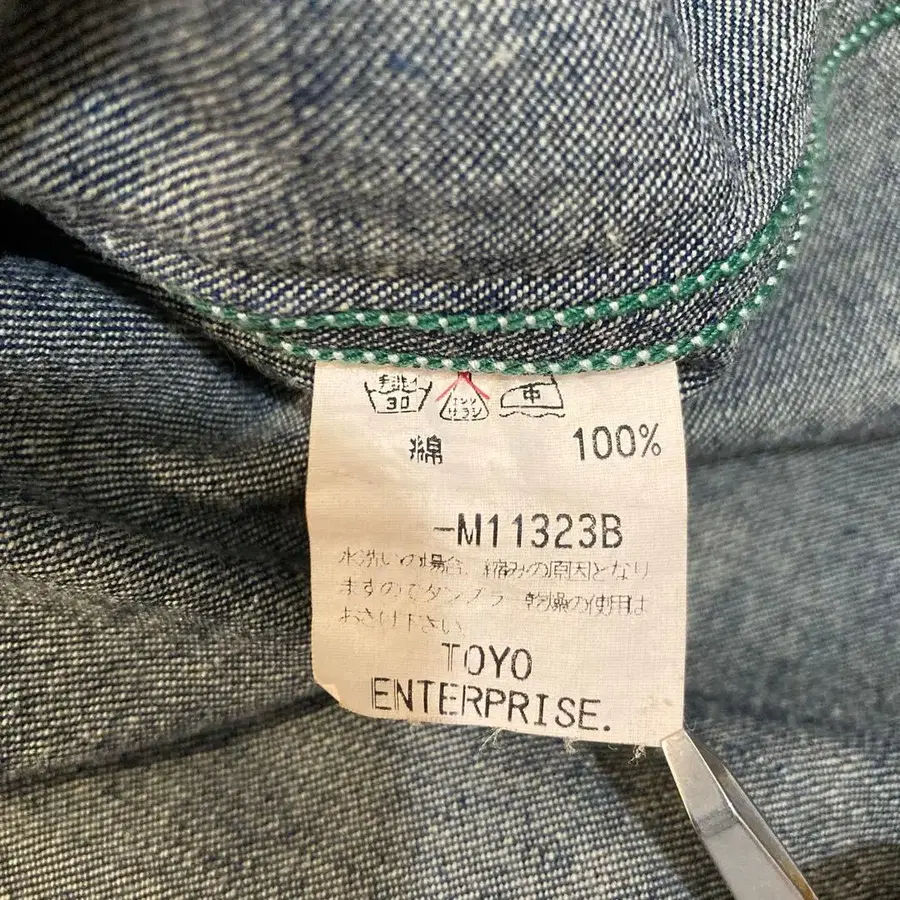 手洗イ 30 エンソ サラシ 中
綿 100%
-M11323B
水洗いの場合、縮みの原因となり
ますのでタンブラー乾燥の使用は
おさけ下さい。
TOYO
ENTERPRISE.